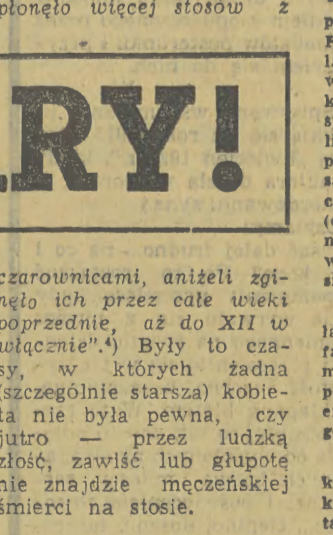 płonęło więcej stosów z
RY!
czarownicami, aniżeli zgi-
nęło ich przez całe wieki
poprzednie, aż do XII w
włącznie".⁴) Były to cza-
sy, w których żadna
(szczególnie starsza) kobie-
ta nie była pewna, czy
jutro — przez ludzką
złość, zawiść lub głupotę
nie znajdzie męczeńskiej
śmierci na stosie.